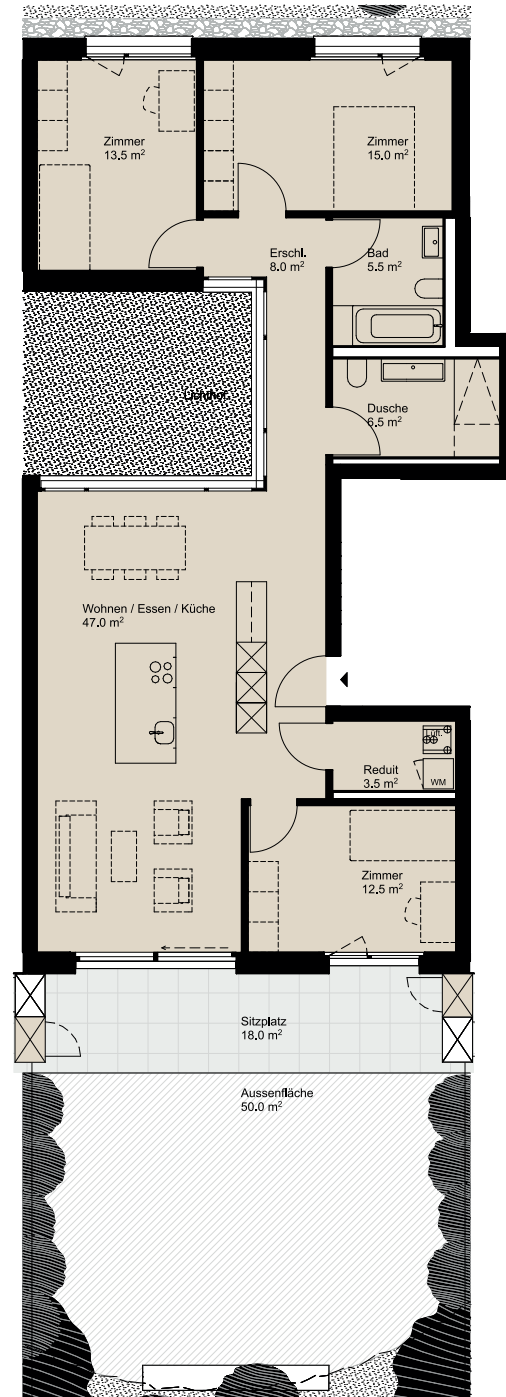 Zimmer
13.5 m²
Zimmer
15.0 m²
Erschl.
8.0 m²
Bad
5.5 m²
Lichthof
Dusche
6.5 m²
Wohnen / Essen / Küche
47.0 m²
Lüft.
WM
Reduit
3.5 m²
Zimmer
12.5 m²
Sitzplatz
18.0 m²
Aussenfläche
50.0 m²